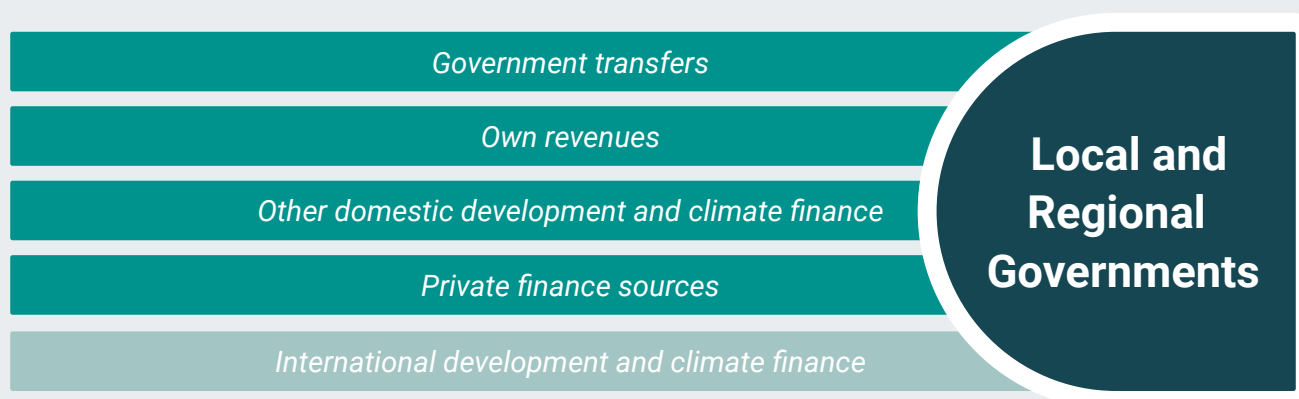 Government transfers
Own revenues
Other domestic development and climate finance
Private finance sources
International development and climate finance
Local and
Regional
Governments